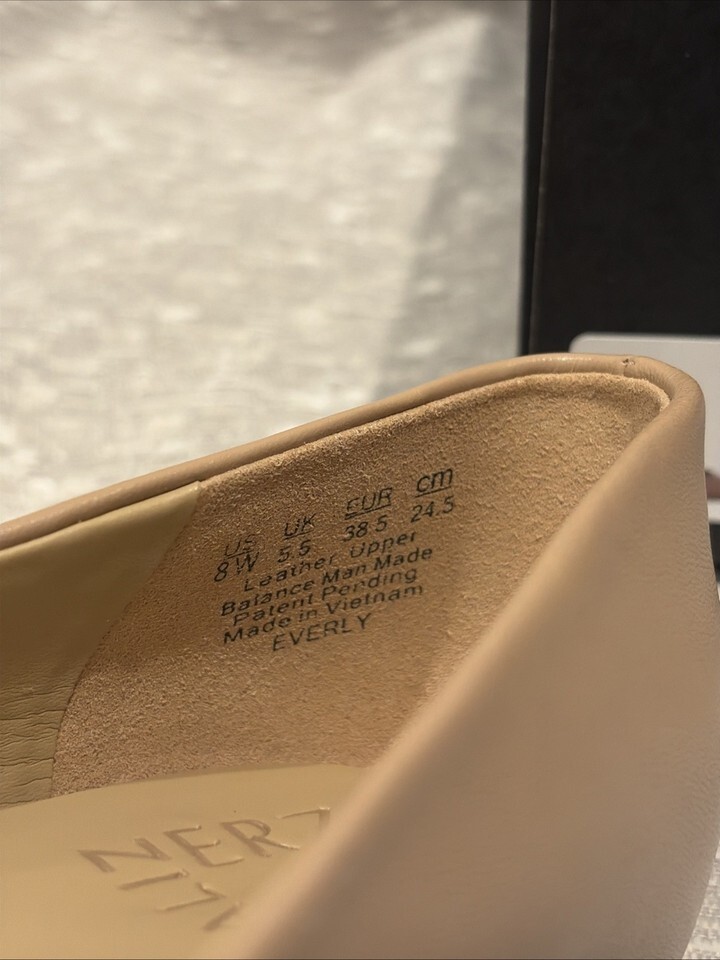 US UK EUR cm
8 W 5.5 38.5 24.5
Leather Upper
Balance Man Made
Patent Pending
Made in Vietnam
EVERLY